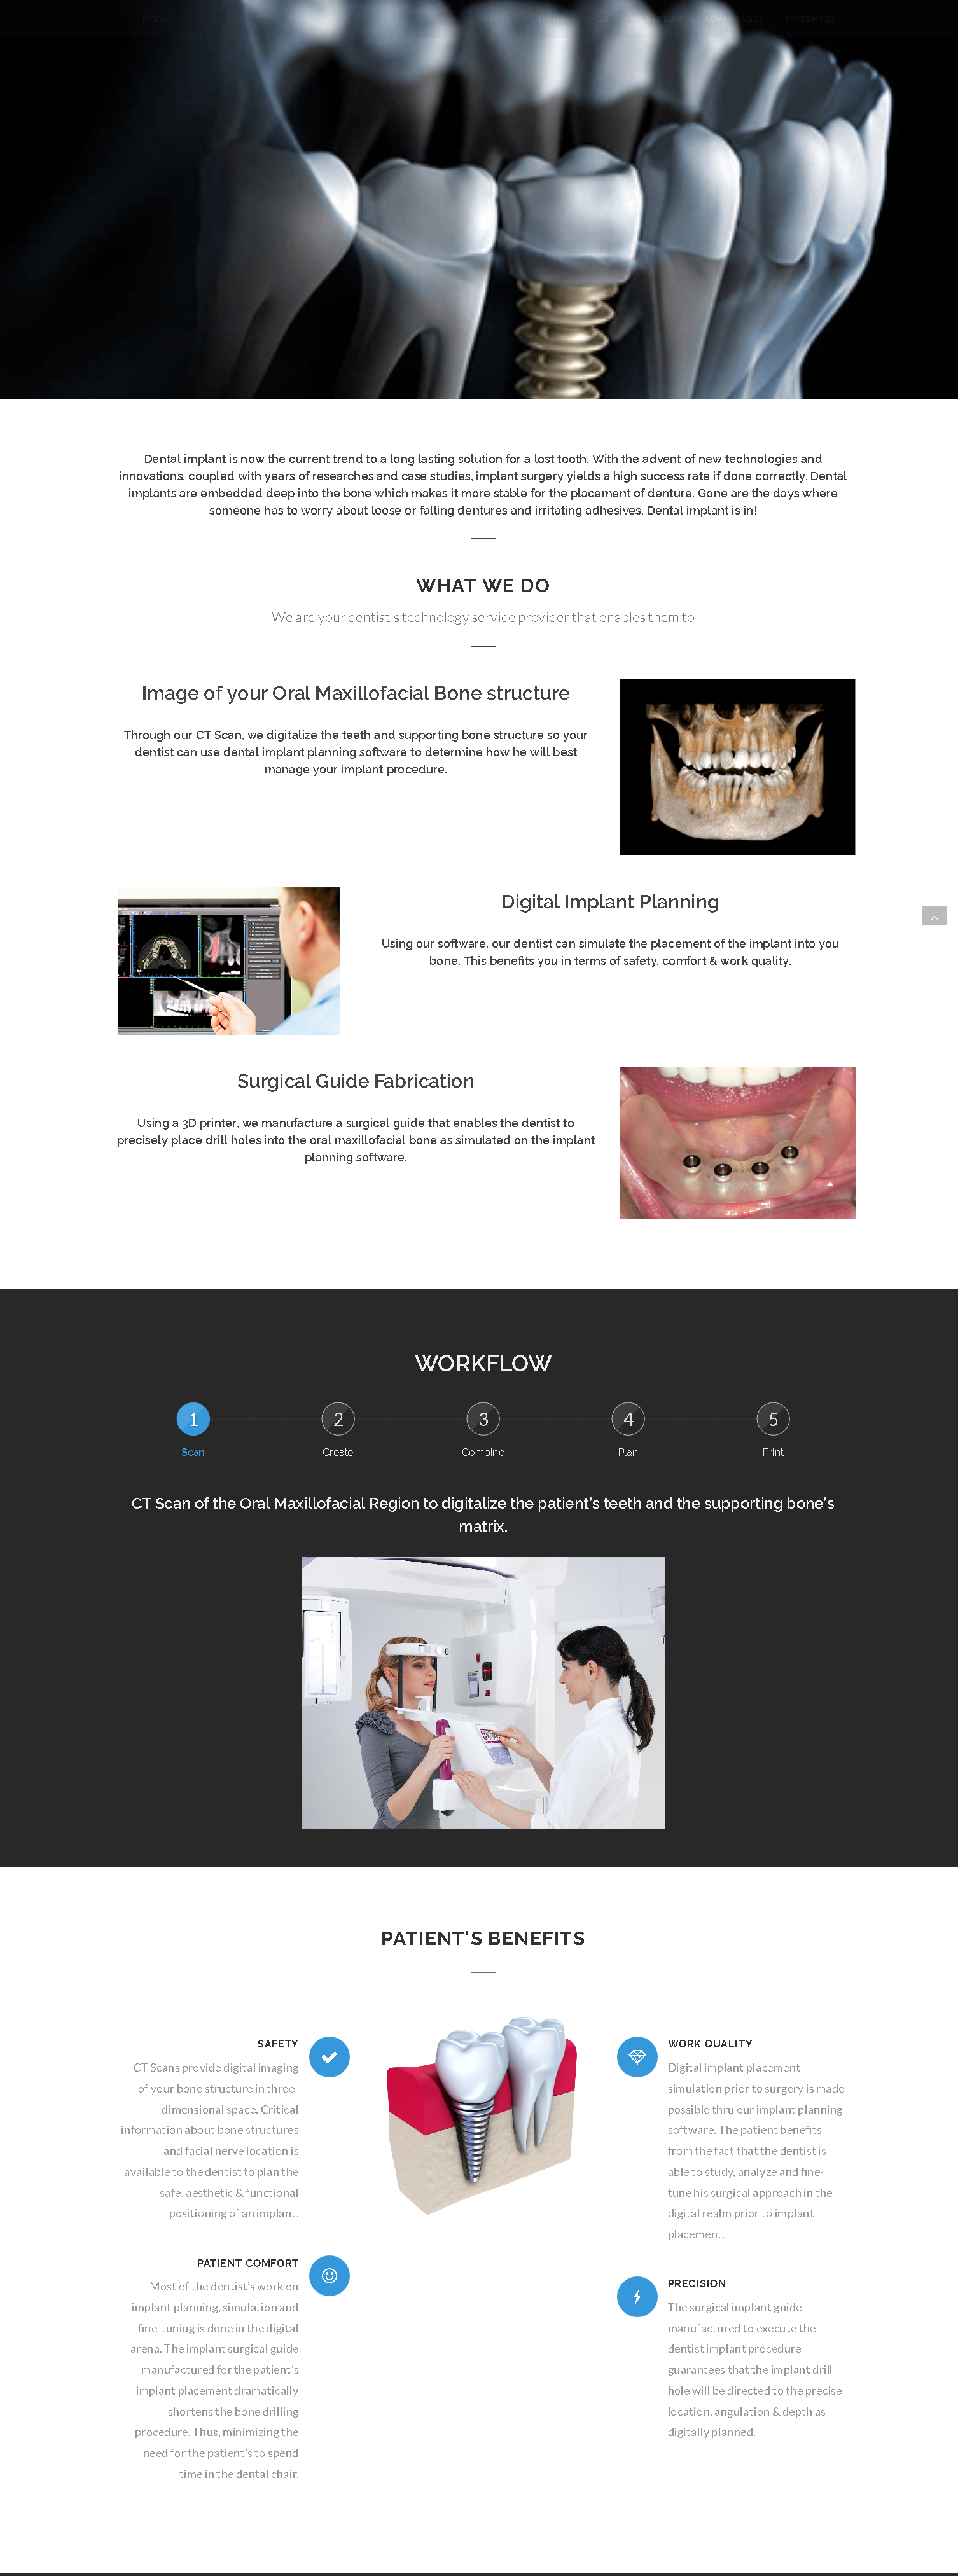 Home
HOME
EVIDENCES
Dental implant is now the current trend to a long lasting solution for a lost tooth. With the advent of new technologies and
innovations, coupled with years of researches and case studies, implant surgery yields a high success rate if done correctly. Dental
implants are embedded deep into the bone which makes it more stable for the placement of denture. Gone are the days where
someone has to worry about loose or falling dentures and irritating adhesives. Dental implant is in!
WHAT WE DO
We are your dentist's technology service provider that enables them to
Image of your Oral Maxillofacial Bone structure
Through our CT Scan, we digitalize the teeth and supporting bone structure so your
dentist can use dental implant planning software to determine how he will best
manage your implant procedure.
Digital Implant Planning
Using our software, our dentist can simulate the placement of the implant into you
bone. This benefits you in terms of safety, comfort & work quality.
Surgical Guide Fabrication
Using a 3D printer, we manufacture a surgical guide that enables the dentist to
precisely place drill holes into the oral maxillofacial bone as simulated on the implant
planning software.
WORKFLOW
1 2 3 4 5
Scan Create Combine Plan Print
CT Scan of the Oral Maxillofacial Region to digitalize the patient's teeth and the supporting bone's
matrix.
PATIENT'S BENEFITS
SAFETY
CT Scans provide digital imaging
of your bone structure in three-
dimensional space. Critical
information about bone structures
and facial nerve location is
available to the dentist to plan the
safe, aesthetic & functional
positioning of an implant.
PATIENT COMFORT
Most of the dentist's work on
implant planning, simulation and
fine-tuning is done in the digital
arena. The implant surgical guide
manufactured for the patient's
implant placement dramatically
shortens the bone drilling
procedure. Thus, minimizing the
need for the patient's to spend
time in the dental chair.
WORK QUALITY
Digital implant placement
simulation prior to surgery is made
possible thru our implant planning
software. The patient benefits
from the fact that the dentist is
able to study, analyze and fine-
tune his surgical approach in the
digital realm prior to implant
placement.
PRECISION
The surgical implant guide
manufactured to execute the
dentist implant procedure
guarantees that the implant drill
hole will be directed to the precise
location, angulation & depth as
digitally planned.